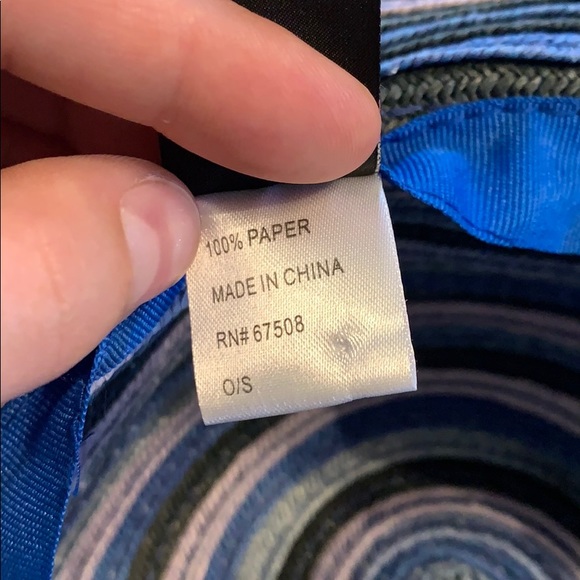 100% PAPER
MADE IN CHINA
RN# 67508
O/S